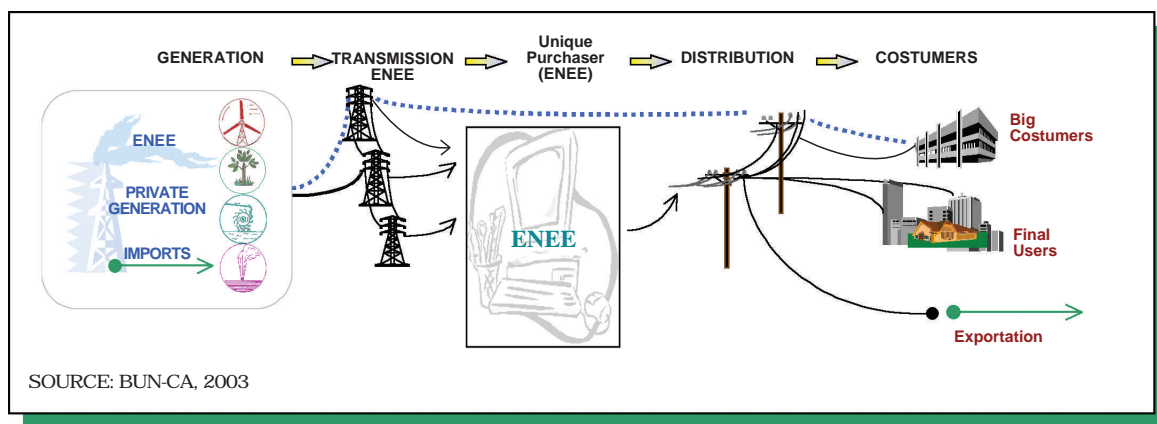 GENERATION
TRANSMISSION
ENEE
Unique
Purchaser
(ENEE)
DISTRIBUTION
COSTUMERS
ENEE
PRIVATE
GENERATION
IMPORTS
ENEE
Big
Costumers
Final
Users
Exportation
SOURCE: BUN-CA, 2003